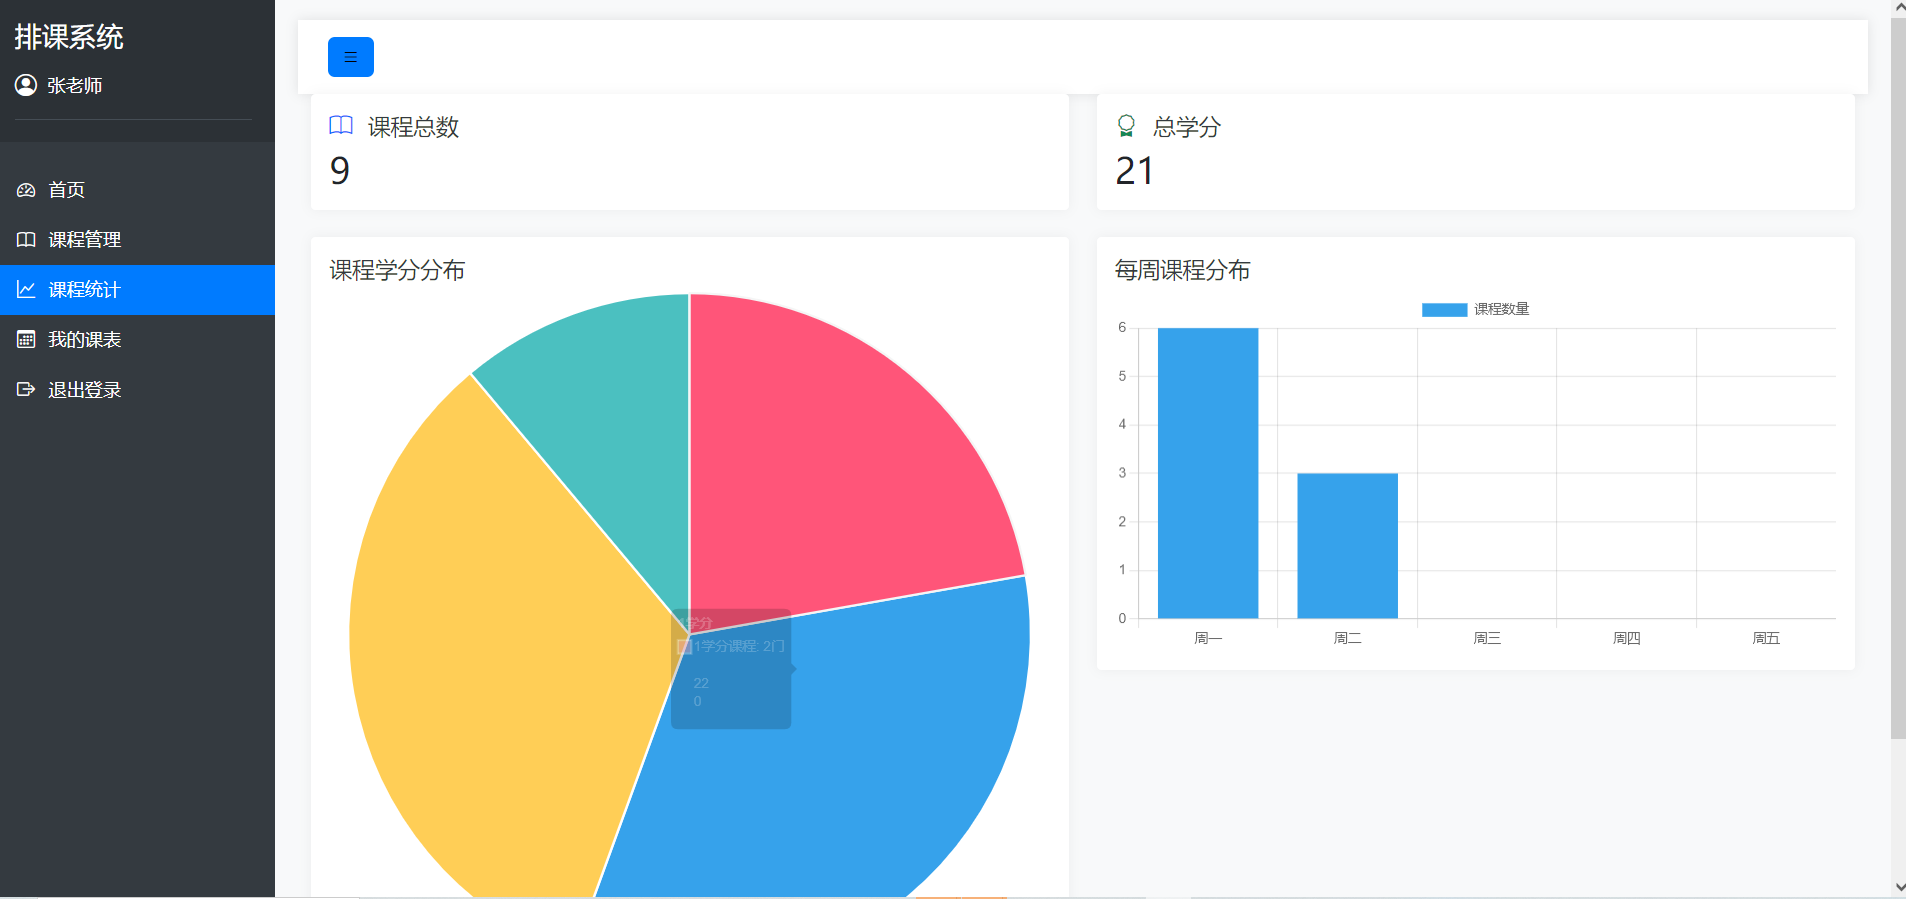 排课系统
张老师
首页
课程管理
课程统计
我的课表
退出登录
课程总数
9
总学分
21
课程学分分布
1学分课程: 2门
22
0
每周课程分布
课程数量
6
5
4
3
2
1
0
周一 周二 周三 周四 周五